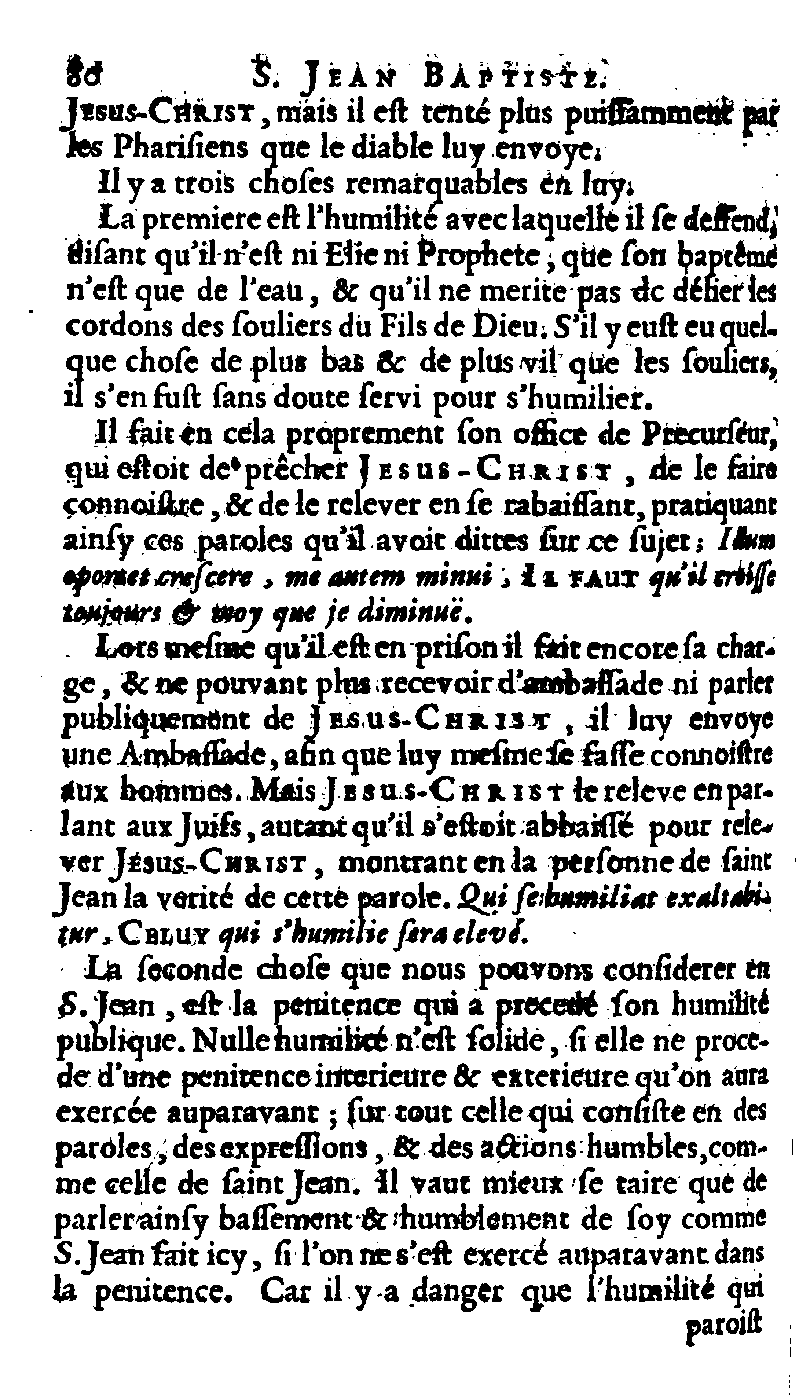 80 S. JEAN BAPTISTE.
JESUS-CHRIST, mais il est tenté plus puiſſamment par
les Phariſiens que le diable luy envoye.
Il y a trois choſes remarquables en luy.
La premiere eſt l'humilité avec laquelle il ſe deffend,
diſant qu'il n'eſt ni Elie ni Prophete, que ſon baptême
n'eſt que de l'eau, & qu'il ne merite pas de délier les
cordons des ſouliers du Fils de Dieu. S'il y euſt eu quel-
que choſe de plus bas & de plus vil que les ſouliers,
il s'en fuſt ſans doute ſervi pour s'humilier.
Il fait en cela proprement ſon office de Precurſeur,
qui eſtoit de prêcher JESUS-CHRIST, de le faire
connoiſtre, & de le relever en ſe rabaiſſant, pratiquant
ainſy ces paroles qu'il avoit dittes ſur ce ſujet; Illum
oportet creſcere, me autem minui, IL FAUT qu'il croiſſe
toujours & moy que je diminuë.
Lors meſme qu'il eſt en priſon il fait encore ſa char-
ge, & ne pouvant plus recevoir d'ambaſſade ni parler
publiquement de JESUS-CHRIST, il luy envoye
une Ambaſſade, afin que luy meſme ſe faſſe connoiſtre
aux hommes. Mais JESUS-CHRIST le releve en par-
lant aux Juifs, autant qu'il s'eſtoit abbaiſſé pour rele-
ver JESUS-CHRIST, montrant en la perſonne de ſaint
Jean la verité de cette parole. Qui ſe humiliat exaltabi-
tur, CELUY qui s'humilie ſera elevé.
La ſeconde choſe que nous pouvons conſiderer en
S. Jean, eſt la penitence qui a precedé ſon humilité
publique. Nulle humilité n'eſt ſolide, ſi elle ne proce-
de d'une penitence interieure & exterieure qu'on aura
exercée auparavant; ſur tout celle qui conſiſte en des
paroles, des expreſſions, & des actions humbles, com-
me celle de ſaint Jean. Il vaut mieux ſe taire que de
parler ainſy baſſement & humblement de ſoy comme
S. Jean fait icy, ſi l'on ne s'eſt exercé auparavant dans
la penitence. Car il y a danger que l'humilité qui
paroiſt